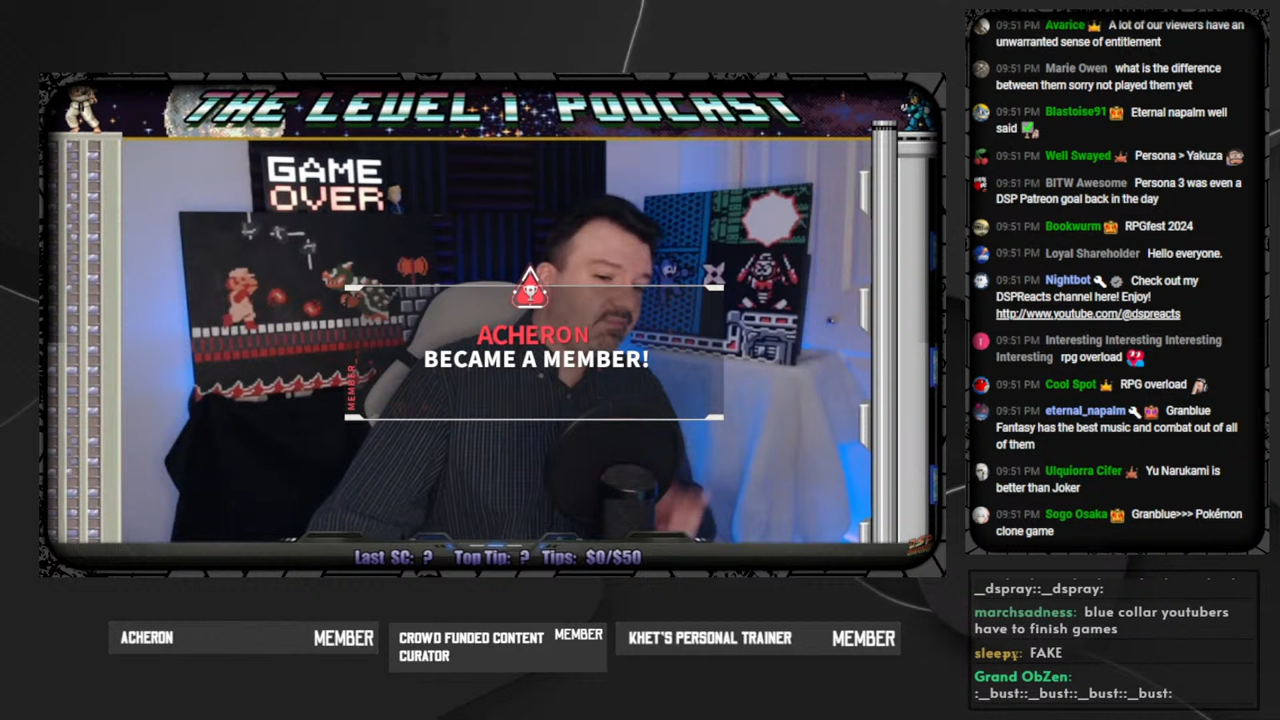 THE LEVEL 1 PODCAST
GAME
OVER
ACHERON
BECAME A MEMBER!
MEMBER
Last SC: ? Top Tip: ? Tips: $0/$50
ACHERON MEMBER
CROWD FUNDED CONTENT
CURATOR
MEMBER
KHET'S PERSONAL TRAINER MEMBER
09:51 PM Avarice A lot of our viewers have an
unwarranted sense of entitlement
09:51 PM Marie Owen what is the difference
between them sorry not played them yet
09:51 PM Blastoise91 Eternal napalm well
said
09:51 PM Well Swayed Persona > Yakuza
09:51 PM BITW Awesome Persona 3 was even a
DSP Patreon goal back in the day
09:51 PM Bookwurm RPGfest 2024
09:51 PM Loyal Shareholder Hello everyone.
09:51 PM Nightbot Check out my
DSPReacts channel here! Enjoy!
http://www.youtube.com/@dspreacts
09:51 PM Interesting Interesting Interesting
Interesting rpg overload
09:51 PM Cool Spot RPG overload
09:51 PM eternal_napalm Granblue
Fantasy has the best music and combat out of all
of them
09:51 PM Ulquiorra Cifer Yu Narukami is
better than Joker
09:51 PM Sogo Osaka Granblue>>> Pokémon
clone game
_dspray::_dspray:
marchsadness: blue collar youtubers
have to finish games
sleepy: FAKE
Grand ObZen:
:_bust::_bust::_bust::_bust: